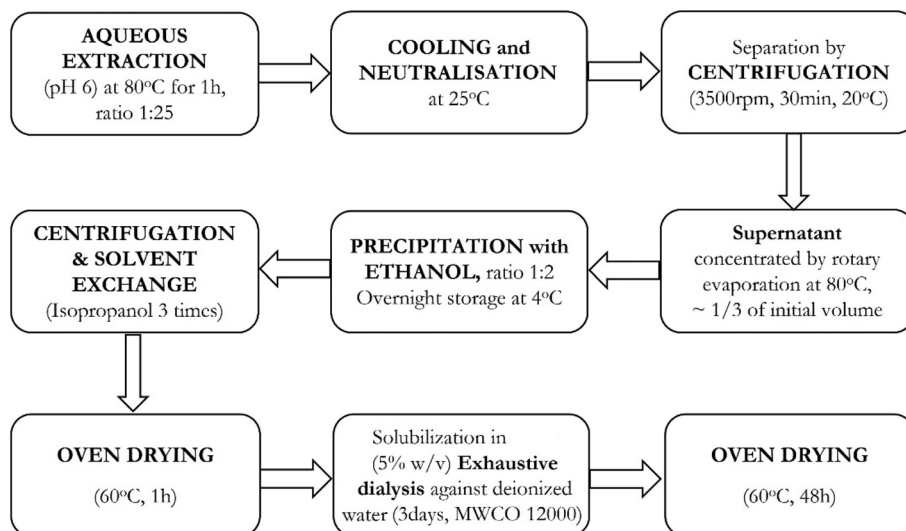 AQUEOUS
EXTRACTION
(pH 6) at 80°C for 1h,
ratio 1:25
COOLING and
NEUTRALISATION
at 25°C
Separation by
CENTRIFUGATION
(3500rpm, 30min, 20°C)
Supernatant
concentrated by rotary
evaporation at 80°C,
~ 1/3 of initial volume
PRECIPITATION with
ETHANOL, ratio 1:2
Overnight storage at 4°C
CENTRIFUGATION
& SOLVENT
EXCHANGE
(Isopropanol 3 times)
OVEN DRYING
(60°C, 1h)
Solubilization in
(5% w/v) Exhaustive
dialysis against deionized
water (3days, MWCO 12000)
OVEN DRYING
(60°C, 48h)